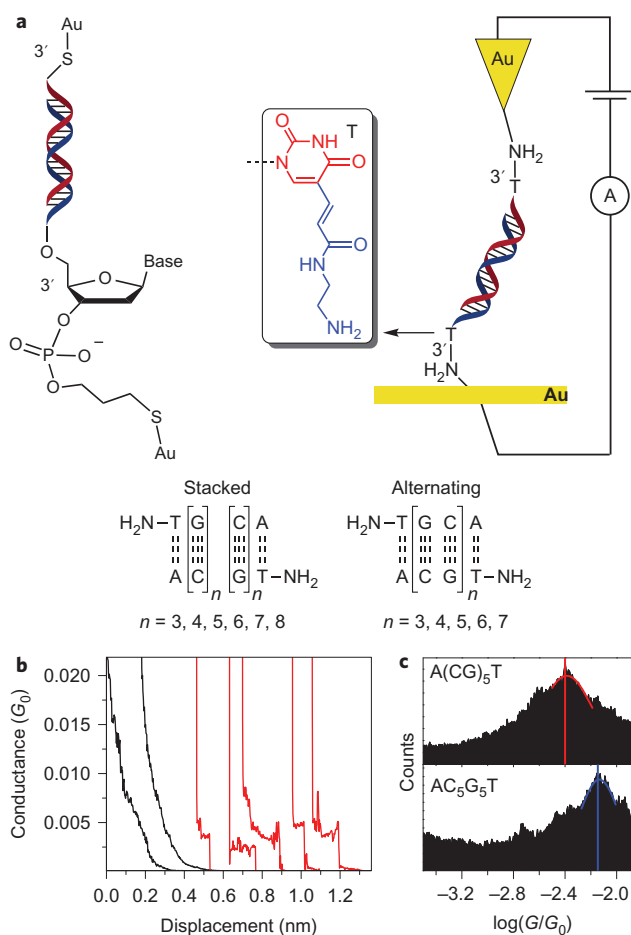 a
Au
S
3′
O
3′
O
Base
O
O
P
O
−
O
S
Au
O
NH
T
N
O
O
HN
NH2
Au
NH2
3′
T
A
T
3′
H2N
Au
Stacked
Alternating
H2N–T G C A
A C G T–NH2
n
n = 3, 4, 5, 6, 7, 8
H2N–T G C A
A C G T–NH2
n
n = 3, 4, 5, 6, 7
b
Conductance (G0)
0.020
0.015
0.010
0.005
0.0 0.2 0.4 0.6 0.8 1.0 1.2
Displacement (nm)
c
A(CG)5T
AC5G5T
Counts
−3.2 −2.8 −2.4 −2.0
log(G/G0)